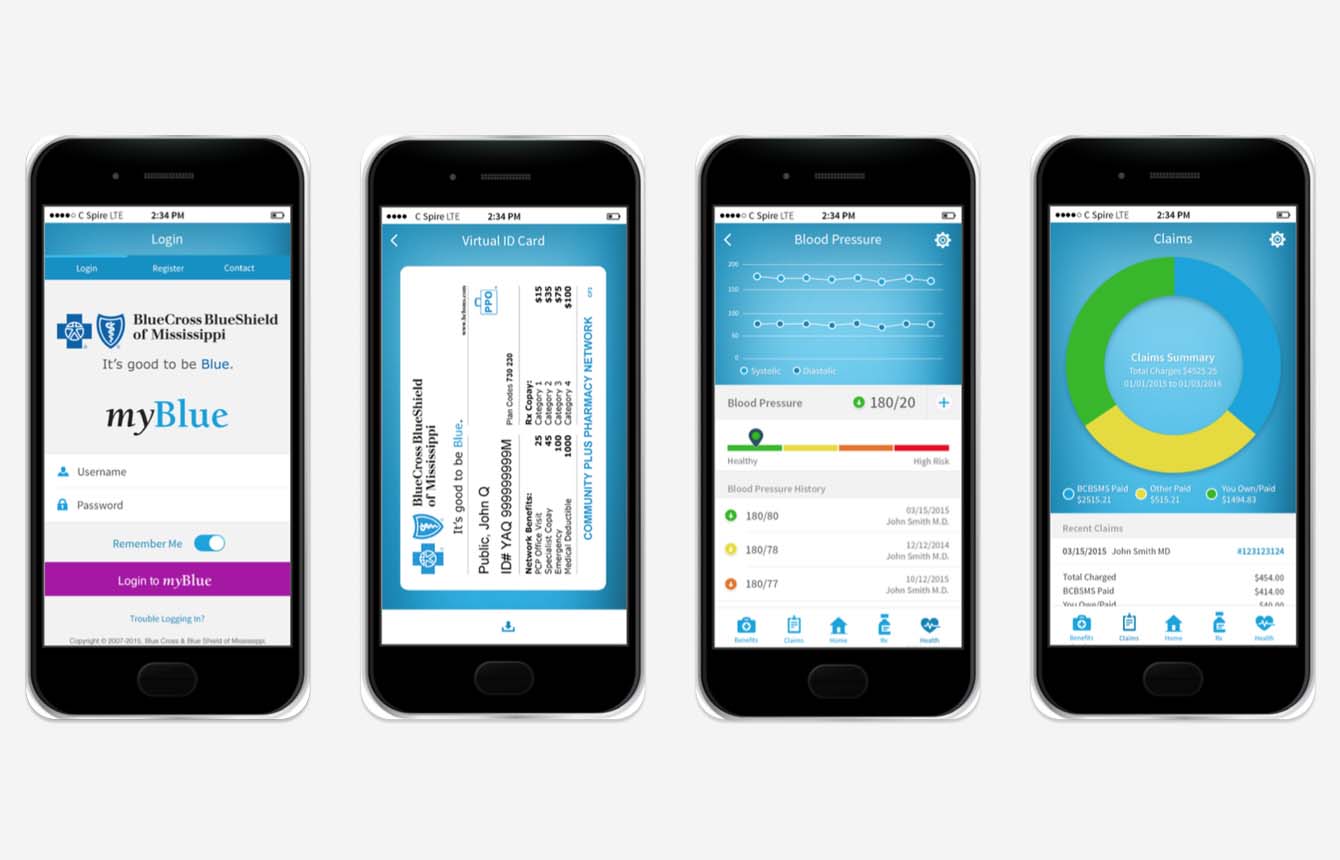 C Spire LTE 2:34 PM
Login
Login Register Contact
BlueCross BlueShield
of Mississippi
It's good to be Blue.
myBlue
Username
Password
Remember Me
Login to myBlue
Trouble Logging In?
Copyright © 2007-2015, Blue Cross & Blue Shield of Mississippi.
C Spire LTE 2:34 PM
Virtual ID Card
BlueCross BlueShield
of Mississippi
It's good to be Blue.
www.bcbsms.com
Public, John Q
PPO
ID# YAQ 999999999M
Plan Codes 730 230
Network Benefits: Rx Copay:
PCP Office Visit 25 Category 1 $15
Specialist Copay 45 Category 2 $35
Emergency 100 Category 3 $75
Medical Deductible 1000 Category 4 $100
COMMUNITY PLUS PHARMACY NETWORK
C Spire LTE 2:34 PM
Blood Pressure
200
150
100
50
0
Systolic Diastolic
Blood Pressure 180/20 +
Healthy High Risk
Blood Pressure History
180/80 03/15/2015
John Smith M.D.
180/78 12/12/2014
John Smith M.D.
180/77 10/12/2015
John Smith M.D.
Benefits Claims Home Rx Health
C Spire LTE 2:34 PM
Claims
Claims Summary
Total Charges $4525.25
01/01/2015 to 01/03/2016
BCBSMS Paid Other Paid You Own/Paid
$2515.21 $515.21 $1494.83
Recent Claims
03/15/2015 John Smith MD #123123124
Total Charged $454.00
BCBSMS Paid $414.00
You Own/Paid $40.00
Benefits Claims Home Rx Health